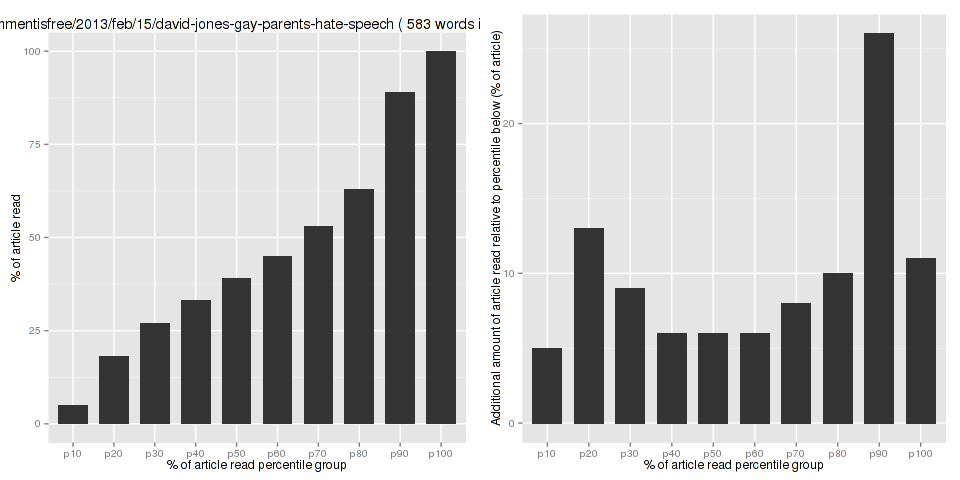 mmentisfree/2013/feb/15/david-jones-gay-parents-hate-speech ( 583 words i
% of article read
100
75
50
25
0
p10 p20 p30 p40 p50 p60 p70 p80 p90 p100
% of article read percentile group
Additional amount of article read relative to percentile below (% of article)
20
10
0
p10 p20 p30 p40 p50 p60 p70 p80 p90 p100
% of article read percentile group